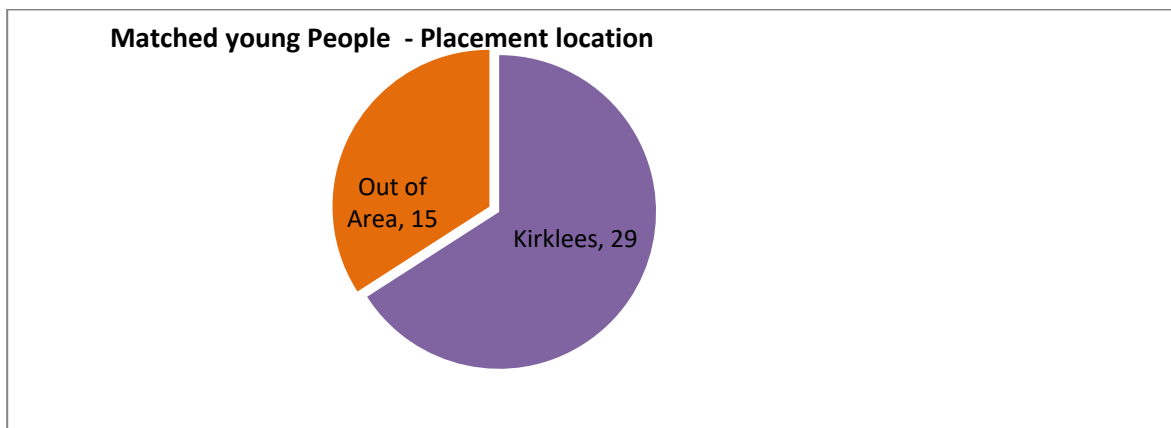 Matched young People - Placement location
Out of
Area, 15
Kirklees, 29